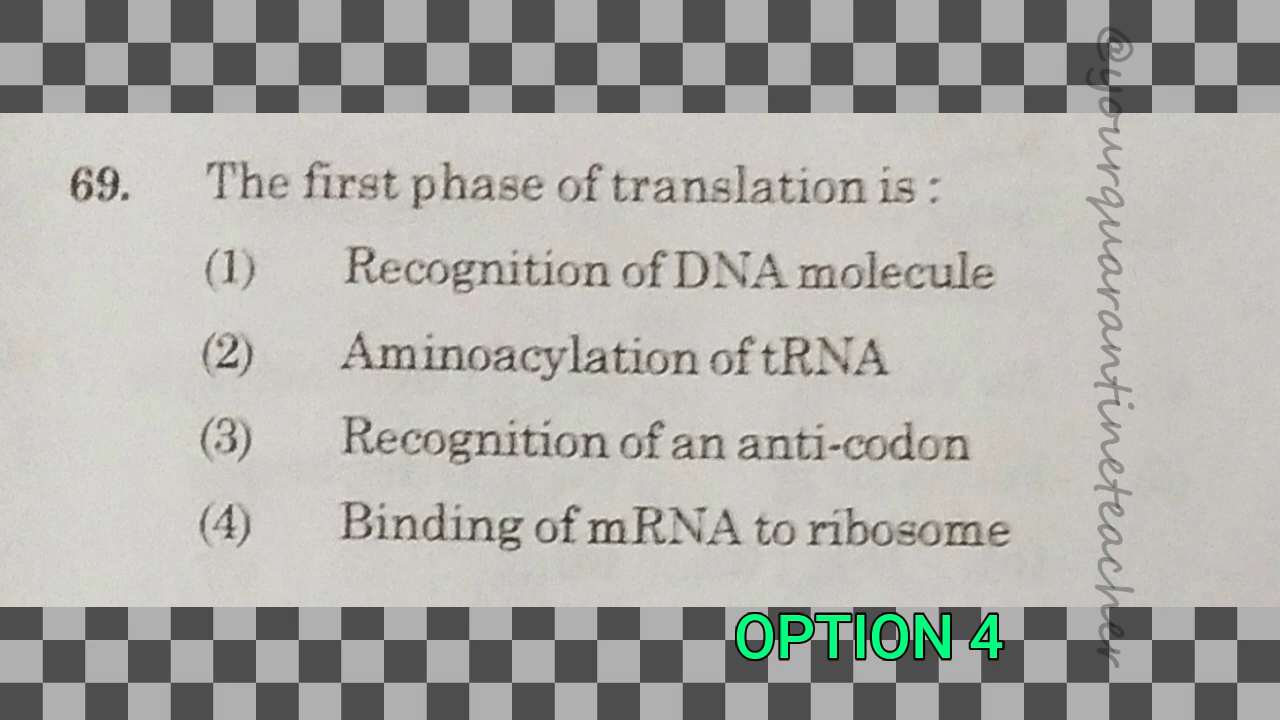 69. The first phase of translation is :
(1) Recognition of DNA molecule
(2) Aminoacylation of tRNA
(3) Recognition of an anti-codon
(4) Binding of mRNA to ribosome
OPTION 4
@yourquarantineteacher